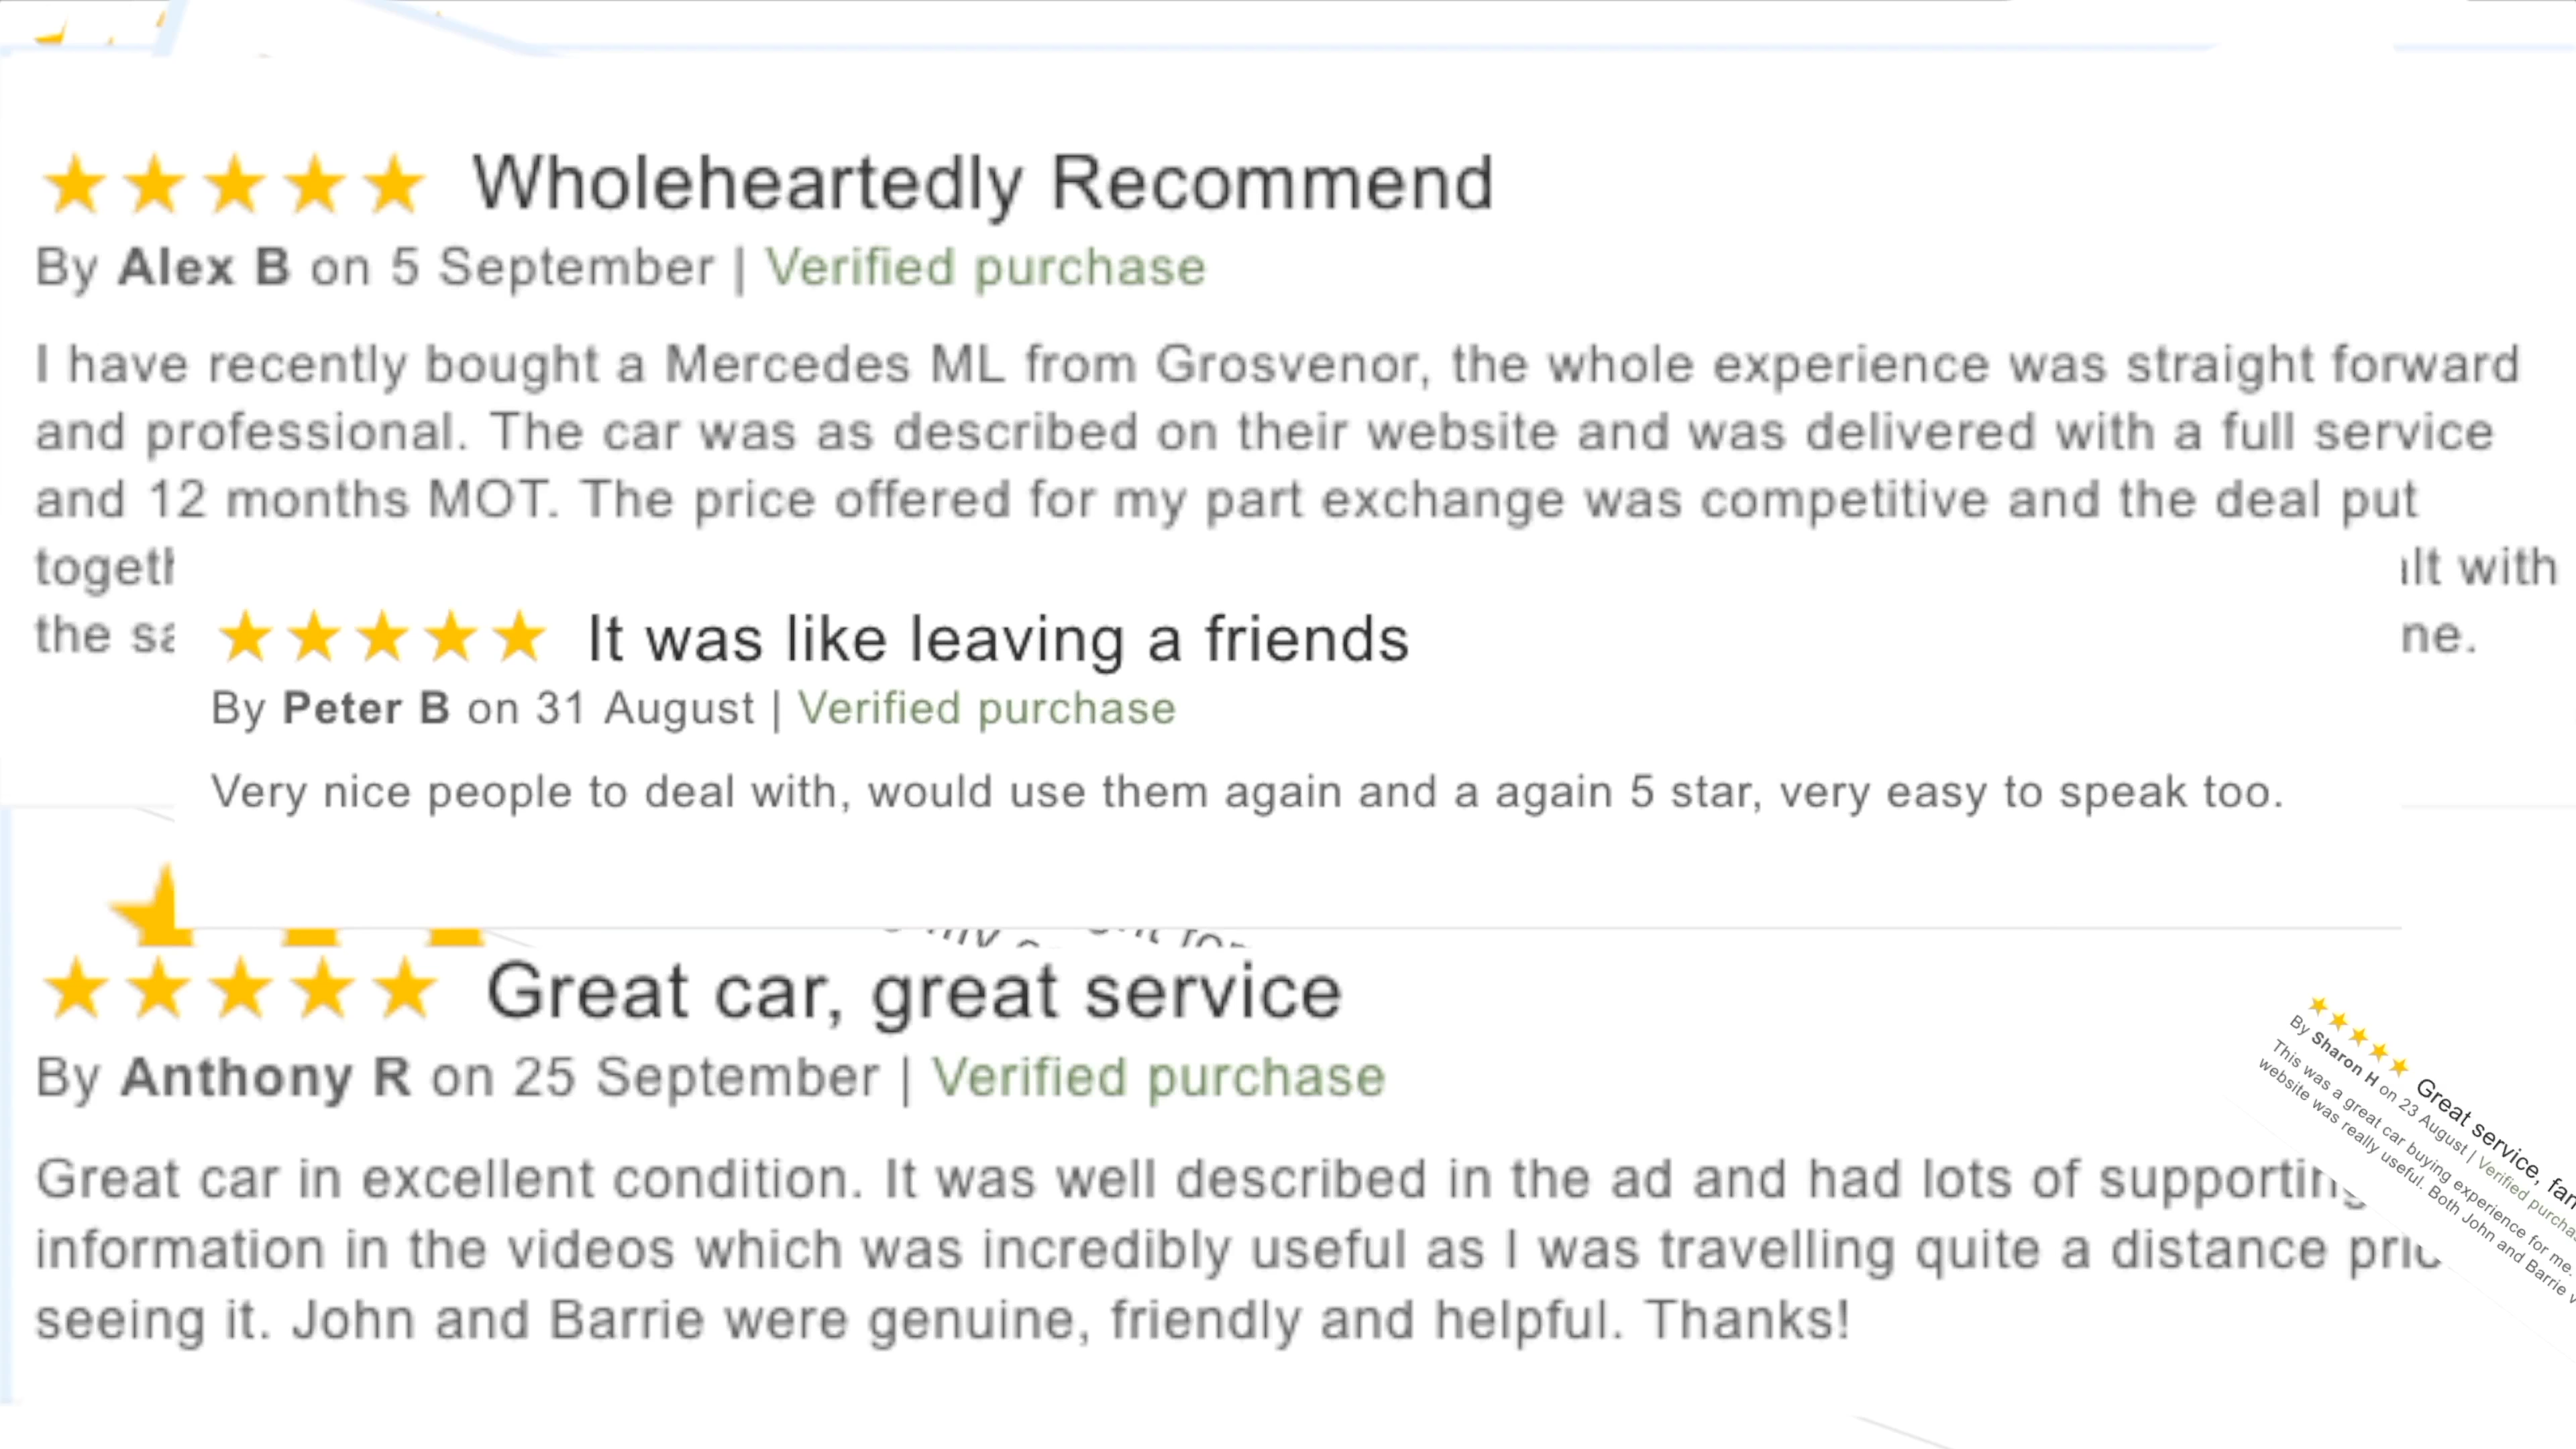 Wholeheartedly Recommend
By Alex B on 5 September | Verified purchase
I have recently bought a Mercedes ML from Grosvenor, the whole experience was straight forward
and professional. The car was as described on their website and was delivered with a full service
and 12 months MOT. The price offered for my part exchange was competitive and the deal put
with
the
It was like leaving a friends
By Peter B on 31 August | Verified purchase
Very nice people to deal with, would use them again and a again 5 star, very easy to speak too.
Great car, great service
By Anthony R on 25 September | Verified purchase
Great car in excellent condition. It was well described in the ad and had lots of supporting
information in the videos which was incredibly useful as I was travelling quite a distance
seeing it. John and Barrie were genuine, friendly and helpful. Thanks!
Great service,
By Sharon H on 23 August | Verified
This was a great car buying experience for me.
website was really useful. Both John and Barrie